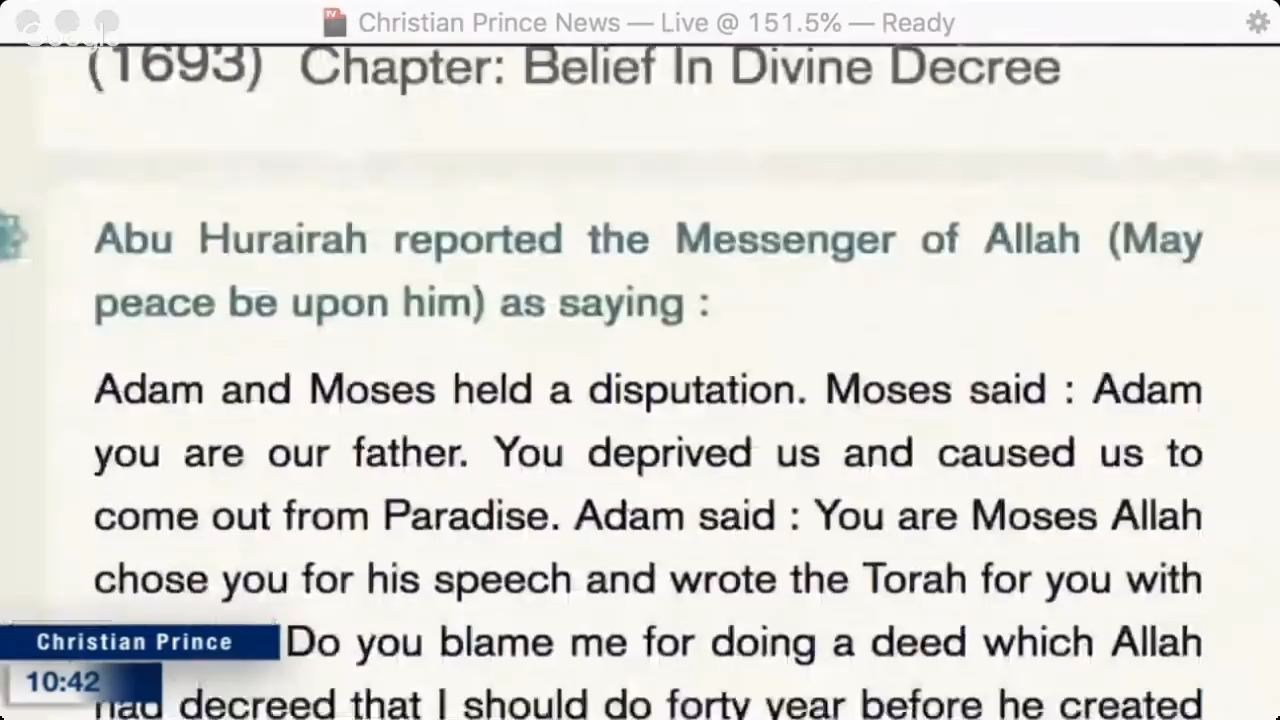 Christian Prince News — Live @ 151.5% — Ready
Google
(1693) Chapter: Belief In Divine Decree
Abu Hurairah reported the Messenger of Allah (May
peace be upon him) as saying :
Adam and Moses held a disputation. Moses said : Adam
you are our father. You deprived us and caused us to
come out from Paradise. Adam said : You are Moses Allah
chose you for his speech and wrote the Torah for you with
Do you blame me for doing a deed which Allah
Christian Prince
10:42
had decreed that I should do forty year before he created